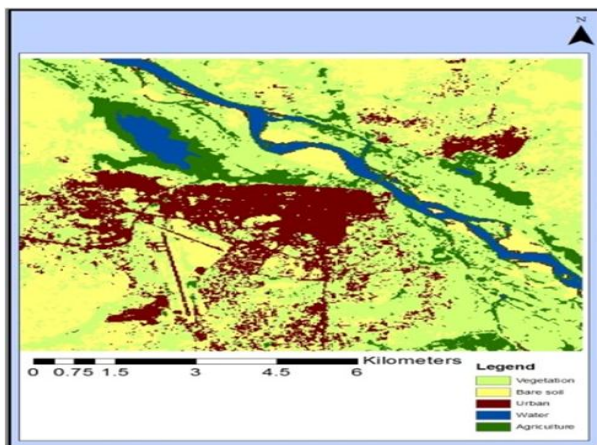 N
Kilometers
0 0.75 1.5 3 4.5 6
Legend
Vegetation
Bare soil
Urban
Water
Agriculture